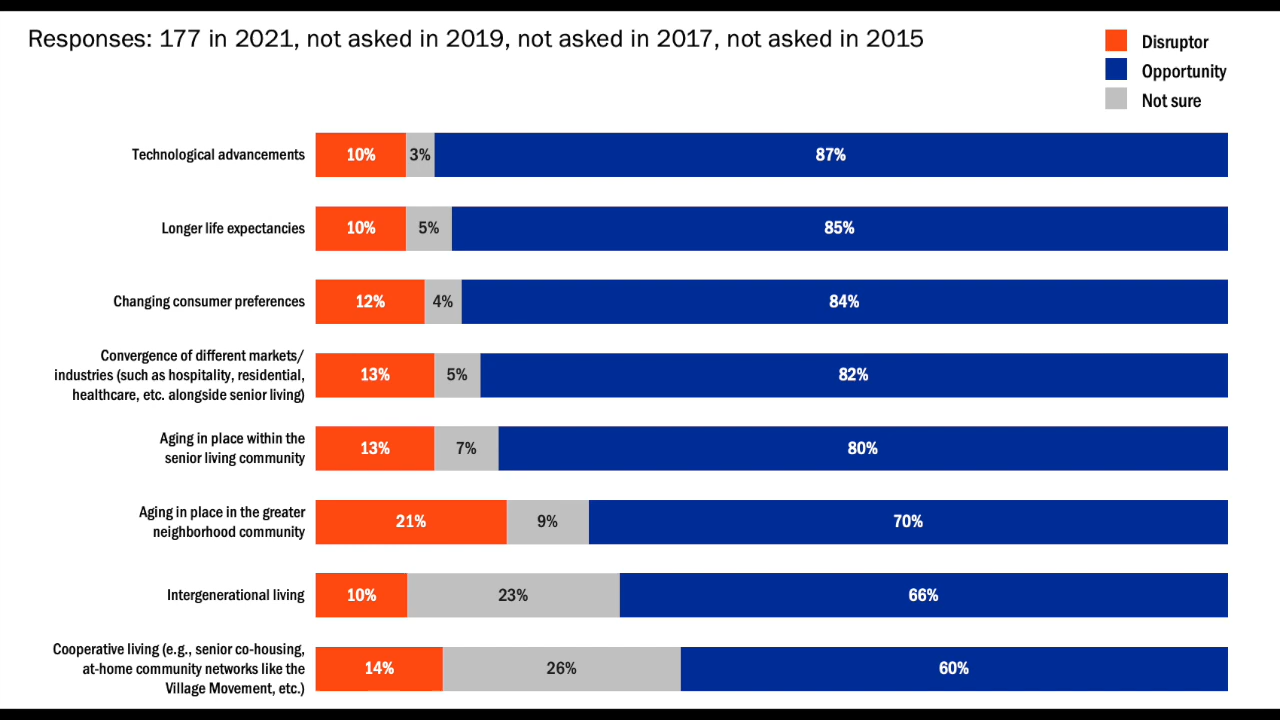 Responses: 177 in 2021, not asked in 2019, not asked in 2017, not asked in 2015
Disruptor
Opportunity
Not sure
Technological advancements
10%
3%
87%
Longer life expectancies
10%
5%
85%
Changing consumer preferences
12%
4%
84%
Convergence of different markets/
industries (such as hospitality, residential,
healthcare, etc. alongside senior living)
13%
5%
82%
Aging in place within the
senior living community
13%
7%
80%
Aging in place in the greater
neighborhood community
21%
9%
70%
Intergenerational living
10%
23%
66%
Cooperative living (e.g., senior co-housing,
at-home community networks like the
Village Movement, etc.)
14%
26%
60%